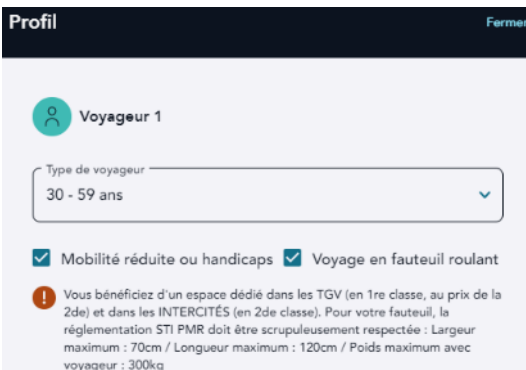 Profil
Fermer
Voyageur 1
Type de voyageur
30 - 59 ans
Mobilité réduite ou handicaps Voyage en fauteuil roulant
Vous bénéficiez d'un espace dédié dans les TGV (en 1re classe, au prix de la
2de) et dans les INTERCITÉS (en 2de classe). Pour votre fauteuil, la
réglementation STI PMR doit être scrupuleusement respectée : Largeur
maximum : 70cm / Longueur maximum : 120cm / Poids maximum avec
voyageur : 300kg